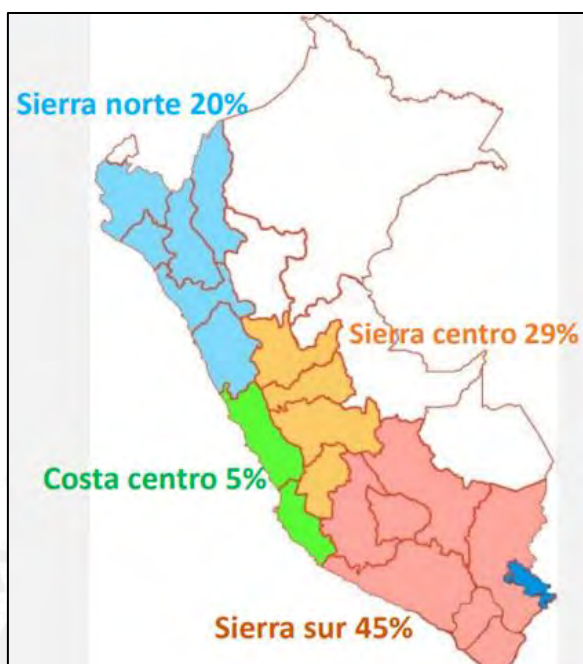 Sierra norte 20%
Sierra centro 29%
Costa centro 5%
Sierra sur 45%